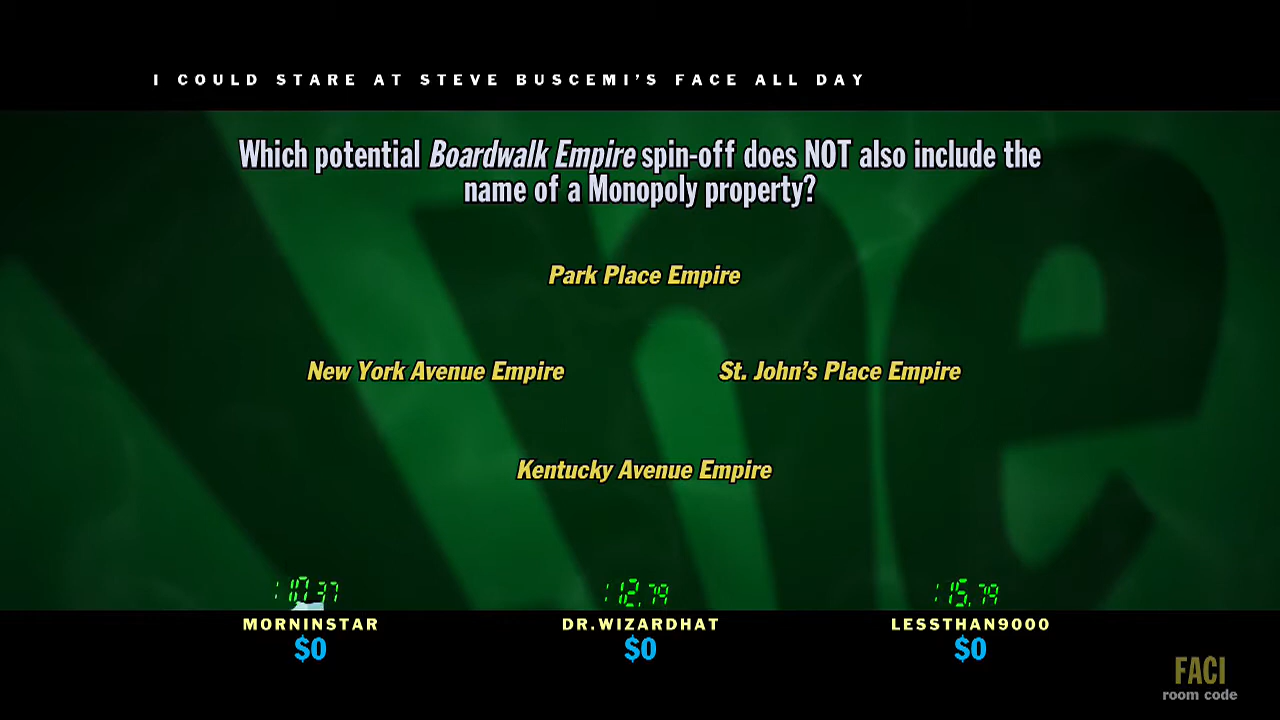 I COULD STARE AT STEVE BUSCEMI'S FACE ALL DAY
Which potential Boardwalk Empire spin-off does NOT also include the
name of a Monopoly property?
Park Place Empire
New York Avenue Empire
St. John's Place Empire
Kentucky Avenue Empire
:12.79
:15.79
MORNINSTAR
DR.WIZARDHAT
LESSTHAN9000
$0
$0
$0
FACI
room code